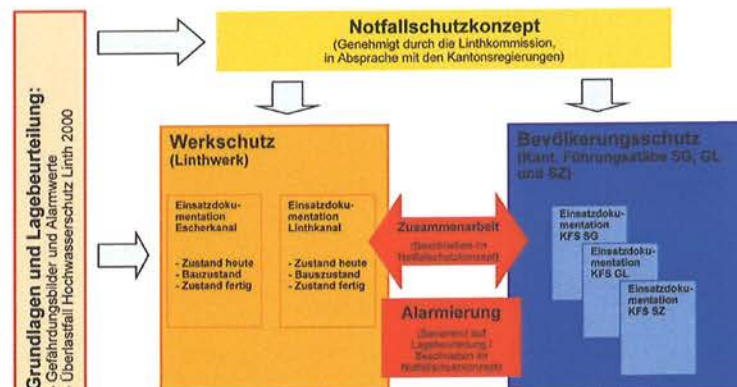 Grundlagen und Lagebeurteilung:
Gefährdungsbilder und Alarmwerte
Überlastfall Hochwasserschutz Linth 2000
Notfallschutzkonzept
(Genehmigt durch die Linthkommission,
in Absprache mit den Kantonsregierungen)
Werkschutz
(Linthwerk)
Einsatzdoku-
mentation
Escherkanal
- Zustand heute
- Bauzustand
- Zustand fertig
Einsatzdoku-
mentation
Linthkanal
- Zustand heute
- Bauszustand
- Zustand fertig
Zusammenarbeit
(Beschrieben im
Notfallschutzkonzept)
Alarmierung
(Basierend auf
Lagebeurteilung /
Beschrieben im
Notfallschutzkonzept)
Bevölkerungsschutz
(Kant. Führungsstäbe SG, GL
und SZ)
Einsatzdoku-
mentation
KFS SG
Einsatzdoku-
mentation
KFS GL
Einsatzdoku-
mentation
KFS SZ